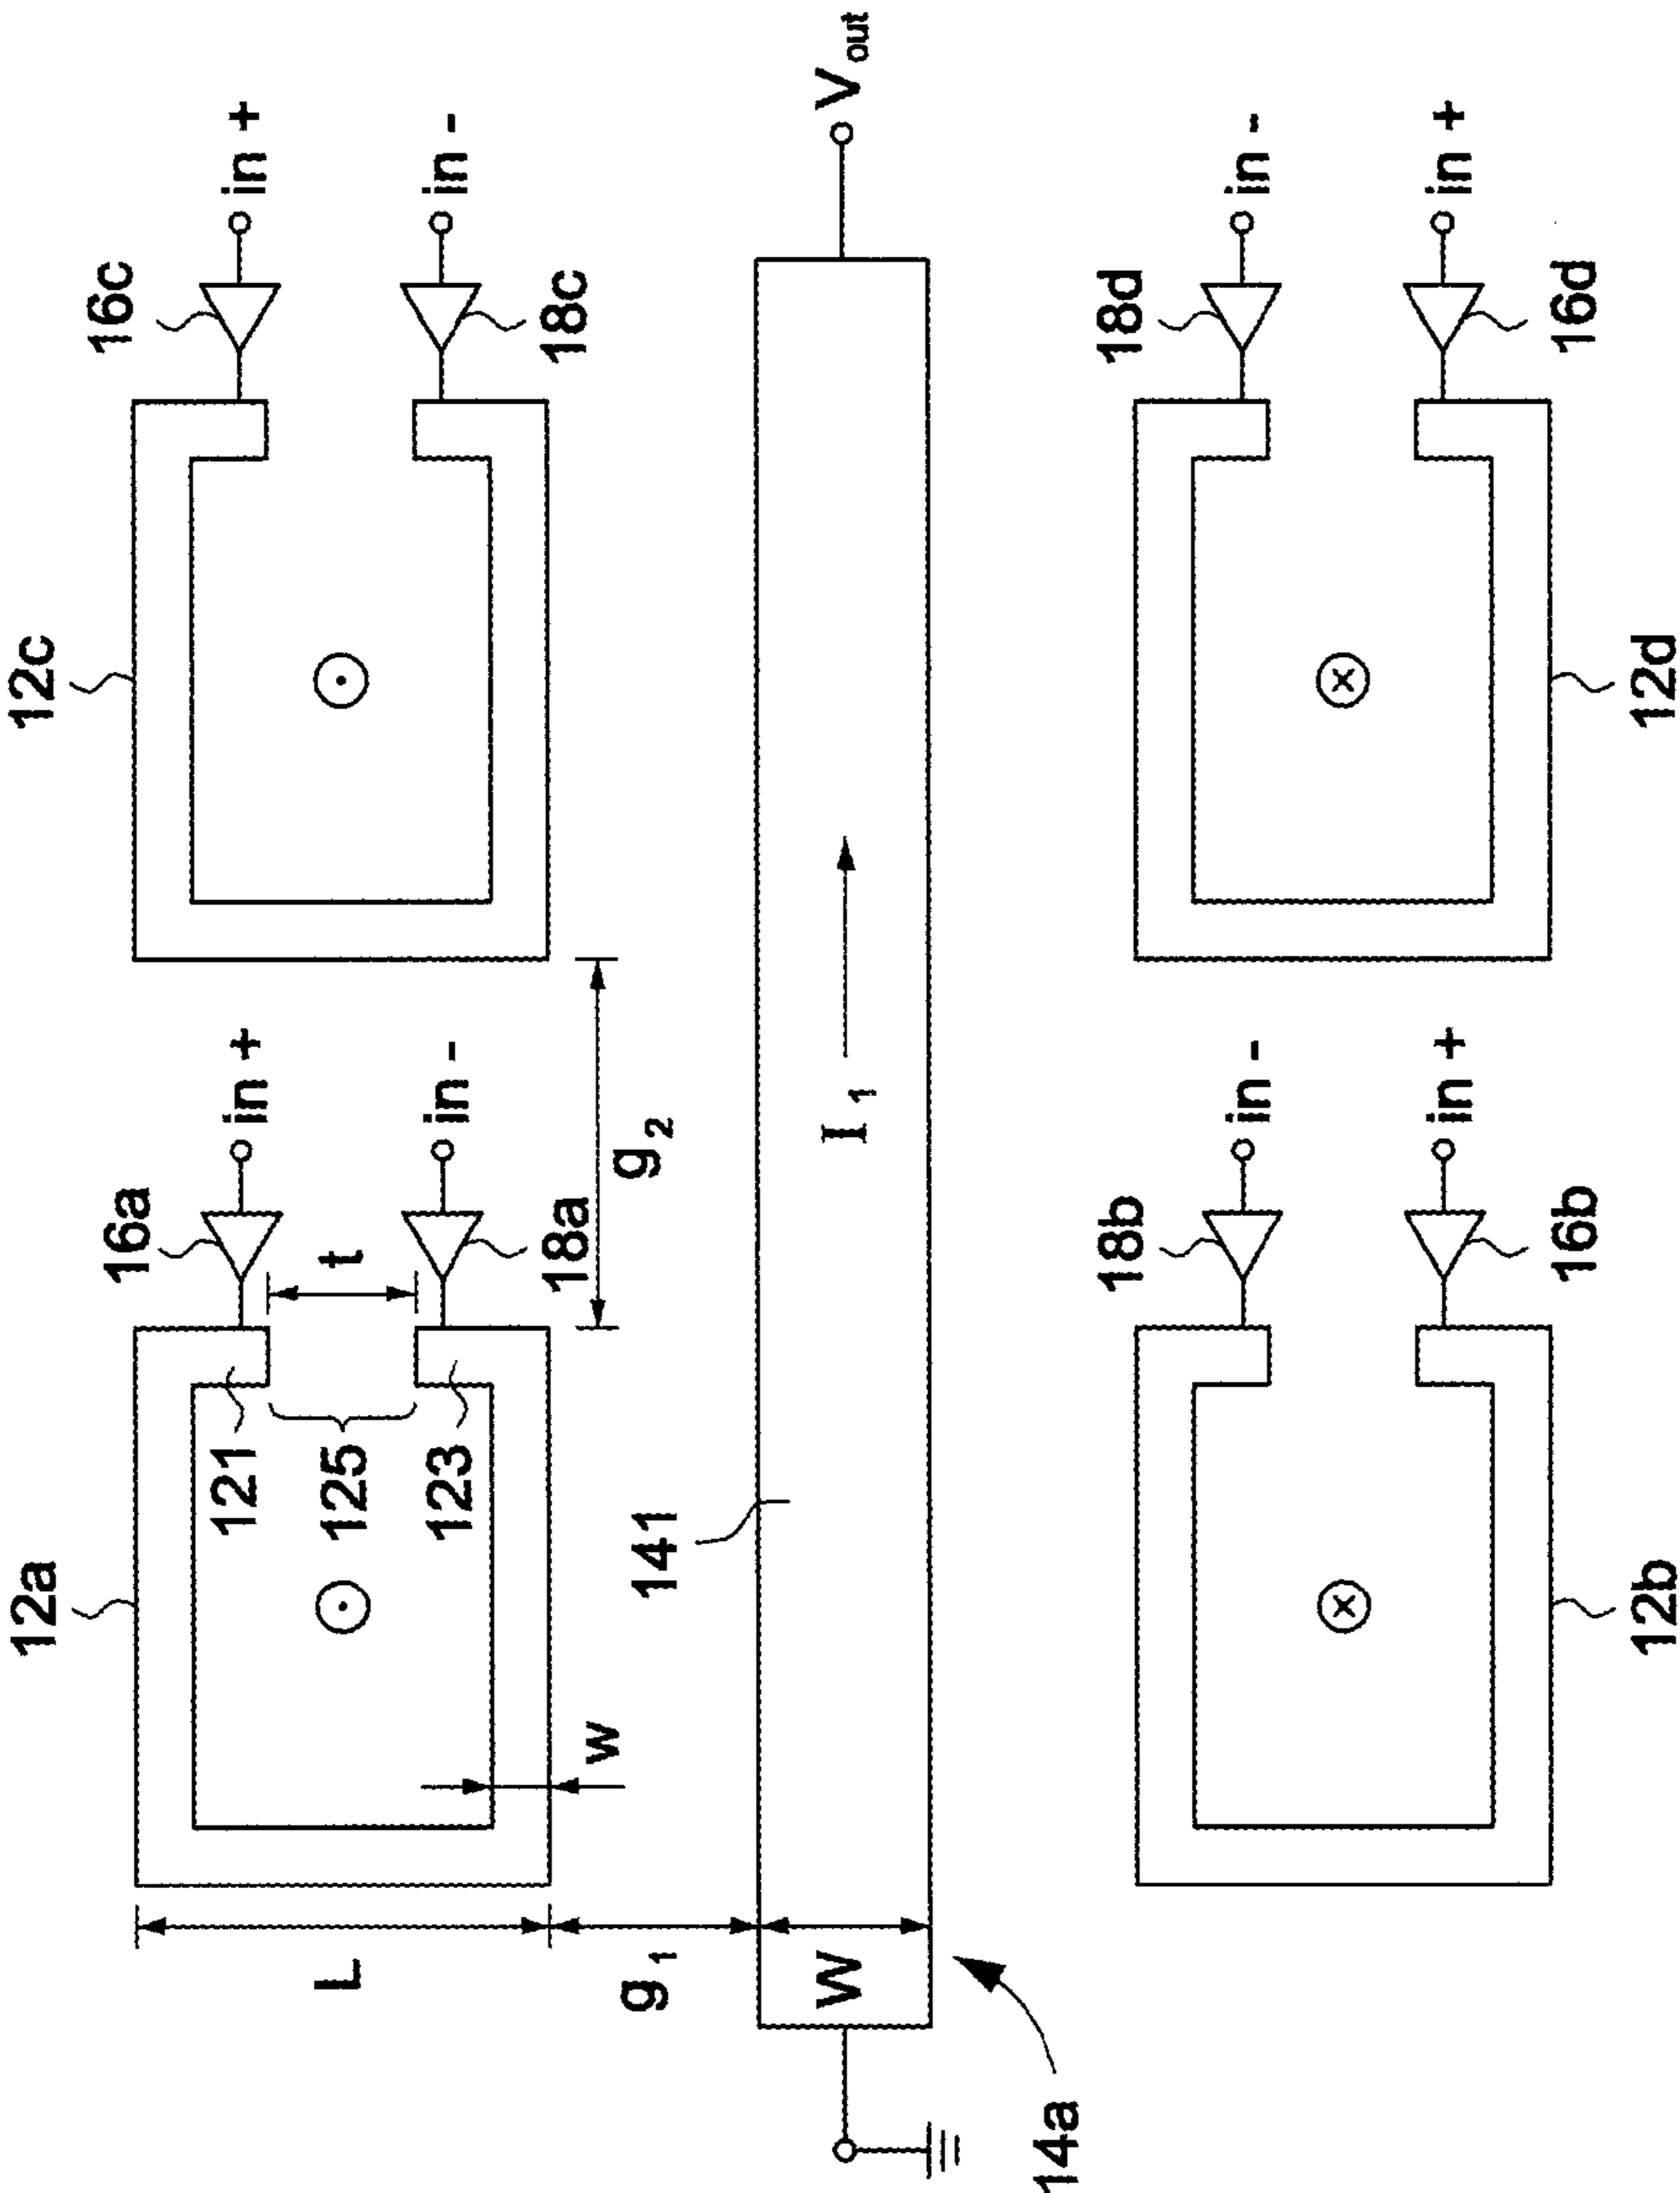 12a
12c
16a
in +
16c
in +
121
125
t
123
18a
in -
18c
in -
L
w
g2
g1
141
W
I1
Vout
14a
18b
in -
18d
in -
16b
in +
16d
in +
12b
12d